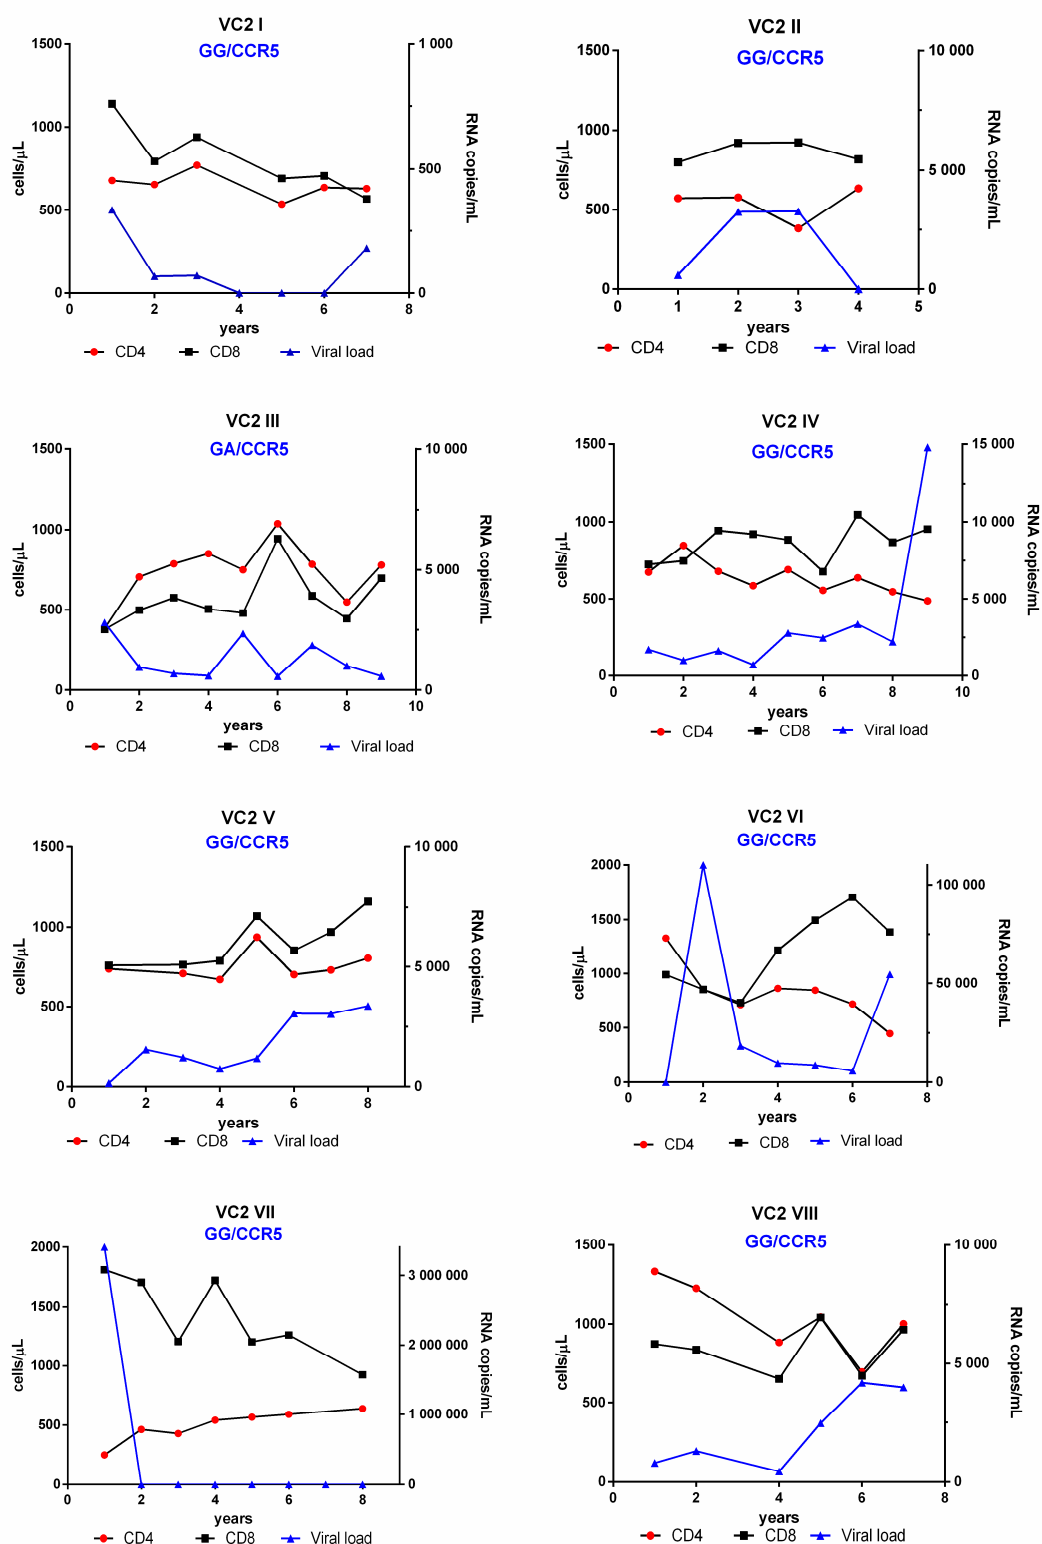 VC2 I
GG/CCR5
1500
1000
500
0
cells/µL
1 000
500
0
RNA copies/mL
0 2 4 6 8
years
CD4 CD8 Viral load
VC2 II
GG/CCR5
1500
1000
500
0
cells/µL
10 000
5 000
0
RNA copies/mL
0 1 2 3 4 5
years
CD4 CD8 Viral load
VC2 III
GA/CCR5
1500
1000
500
0
cells/µL
10 000
5 000
0
RNA copies/mL
0 2 4 6 8 10
years
CD4 CD8 Viral load
VC2 IV
GG/CCR5
1500
1000
500
0
cells/µL
15 000
10 000
5 000
0
RNA copies/mL
0 2 4 6 8 10
years
CD4 CD8 Viral load
VC2 V
GG/CCR5
1500
1000
500
0
cells/µL
10 000
5 000
0
RNA copies/mL
0 2 4 6 8
years
CD4 CD8 Viral load
VC2 VI
GG/CCR5
2000
1500
1000
500
0
cells/µL
100 000
50 000
0
RNA copies/mL
0 2 4 6 8
years
CD4 CD8 Viral load
VC2 VII
GG/CCR5
2000
1500
1000
500
0
cells/µL
3 000 000
2 000 000
1 000 000
0
RNA copies/mL
0 2 4 6 8
years
CD4 CD8 Viral load
VC2 VIII
GG/CCR5
1500
1000
500
0
cells/µL
10 000
5 000
0
RNA copies/mL
0 2 4 6 8
years
CD4 CD8 Viral load